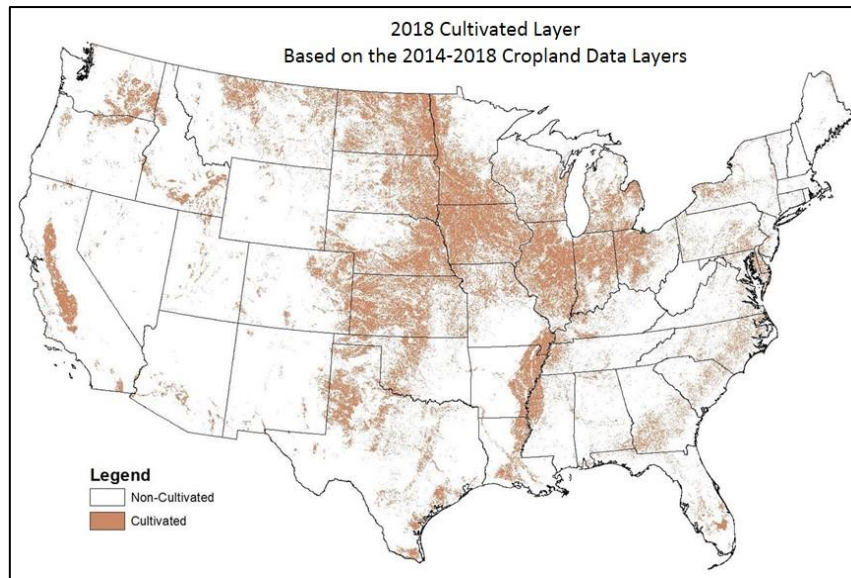 2018 Cultivated Layer
Based on the 2014-2018 Cropland Data Layers
Legend
Non-Cultivated
Cultivated